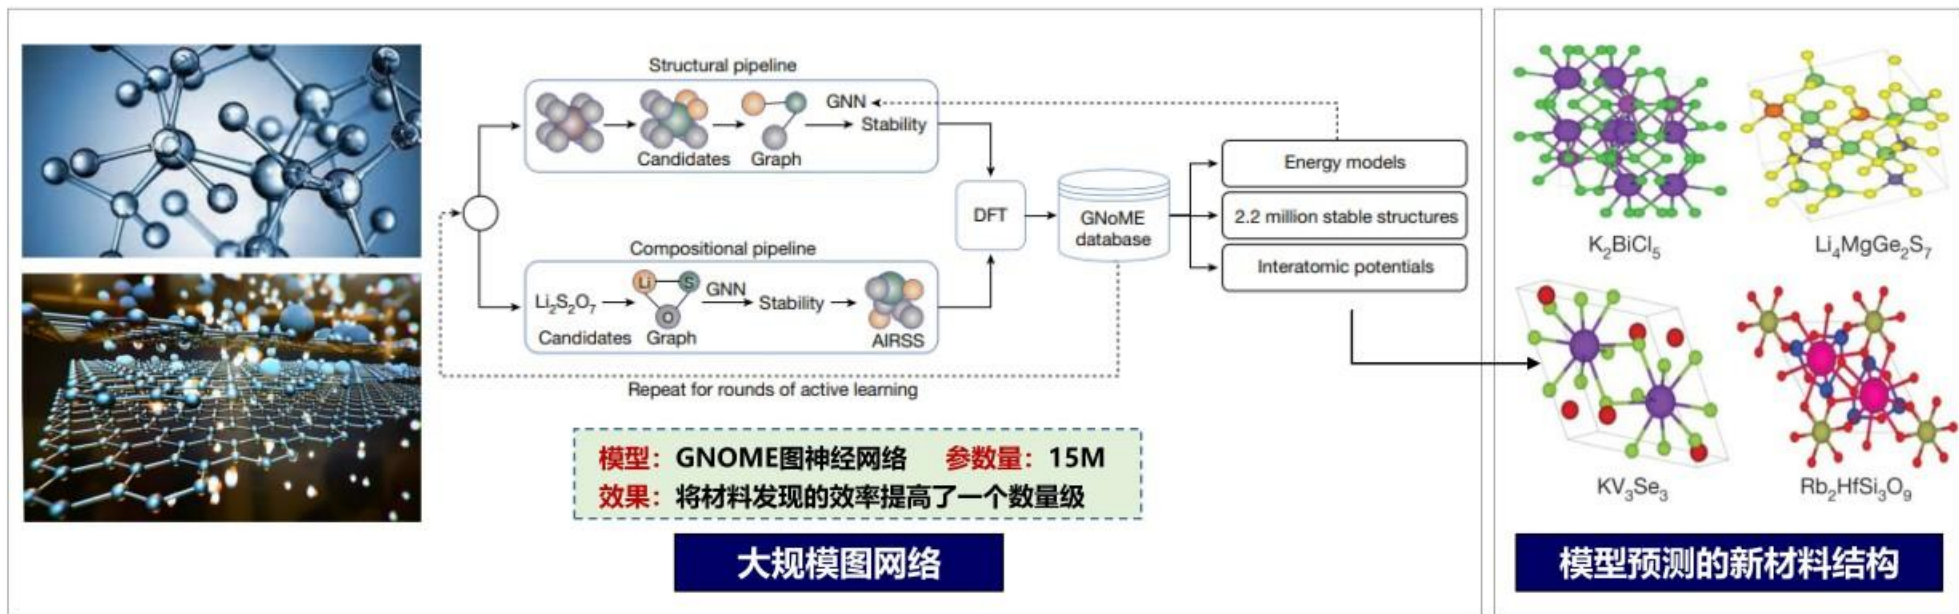 Structural pipeline
GNN
Stability
Candidates
Graph
Compositional pipeline
Li₂S₂O₇
Li
S
O
GNN
Stability
Candidates
Graph
AIRSS
DFT
GNoME
database
Energy models
2.2 million stable structures
Interatomic potentials
Repeat for rounds of active learning
模型：GNOME图神经网络 参数量：15M
效果：将材料发现的效率提高了一个数量级
大规模图网络
K₂BiCl₅
Li₄MgGe₂S₇
KV₃Se₃
Rb₂HfSi₃O₉
模型预测的新材料结构